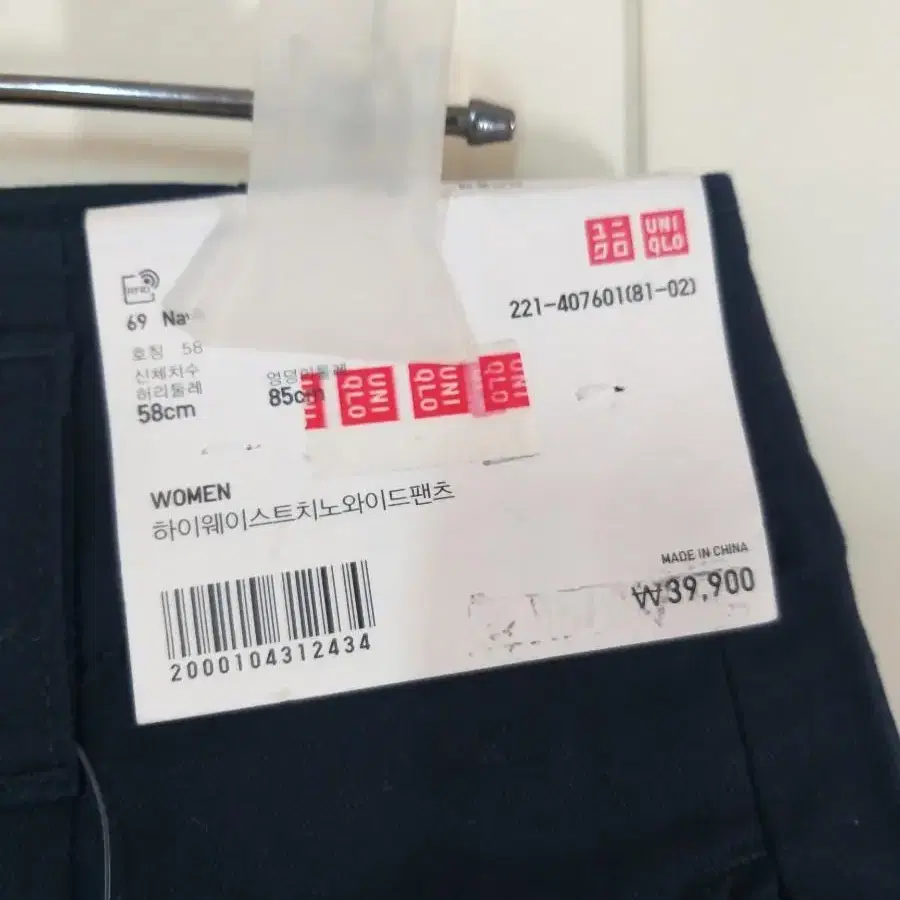 ユニ
クロ
UNI
QLO
221-407601(81-02)
RFID
69 Na
호칭 58
신체치수
허리둘레 엉덩이둘레
58cm 85cm
UNI
QLO
UNI
QLO
UNI
QLO
WOMEN
하이웨이스트치노와이드팬츠
MADE IN CHINA
₩39,900
2000104312434